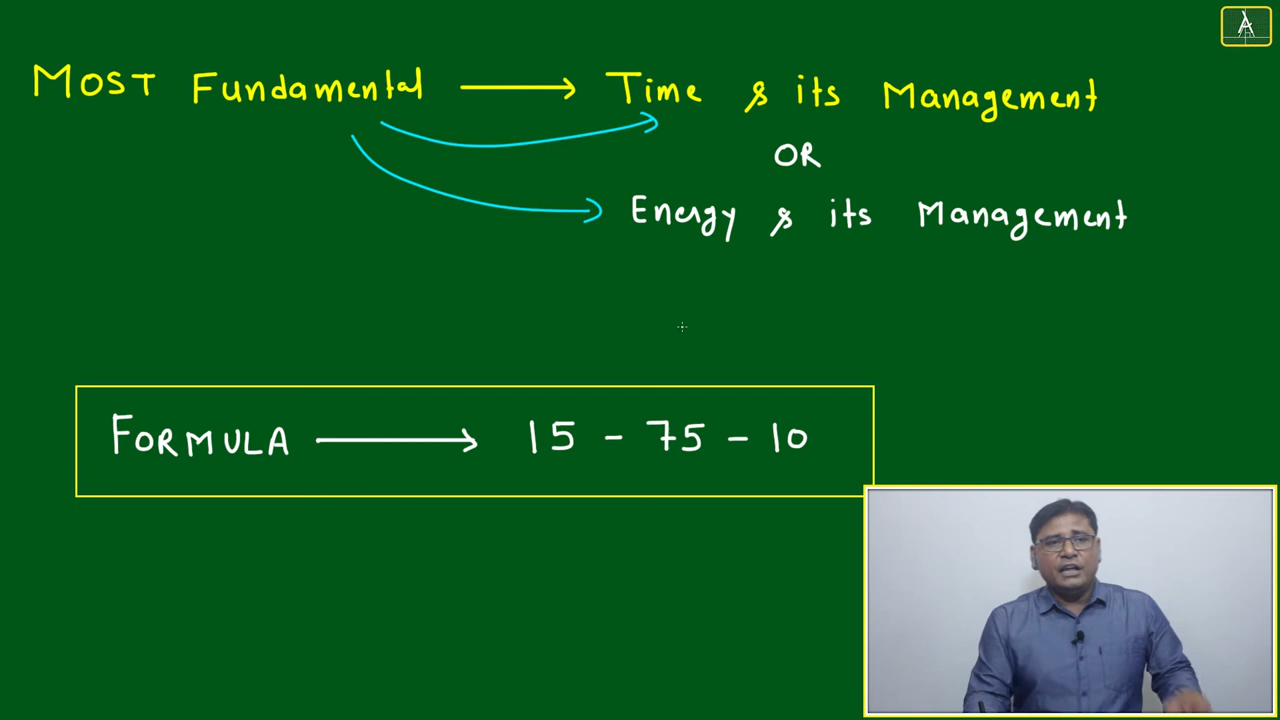 MOST Fundamental → Time & its Management
OR
Energy & its Management
FORMULA → 15 - 75 - 10